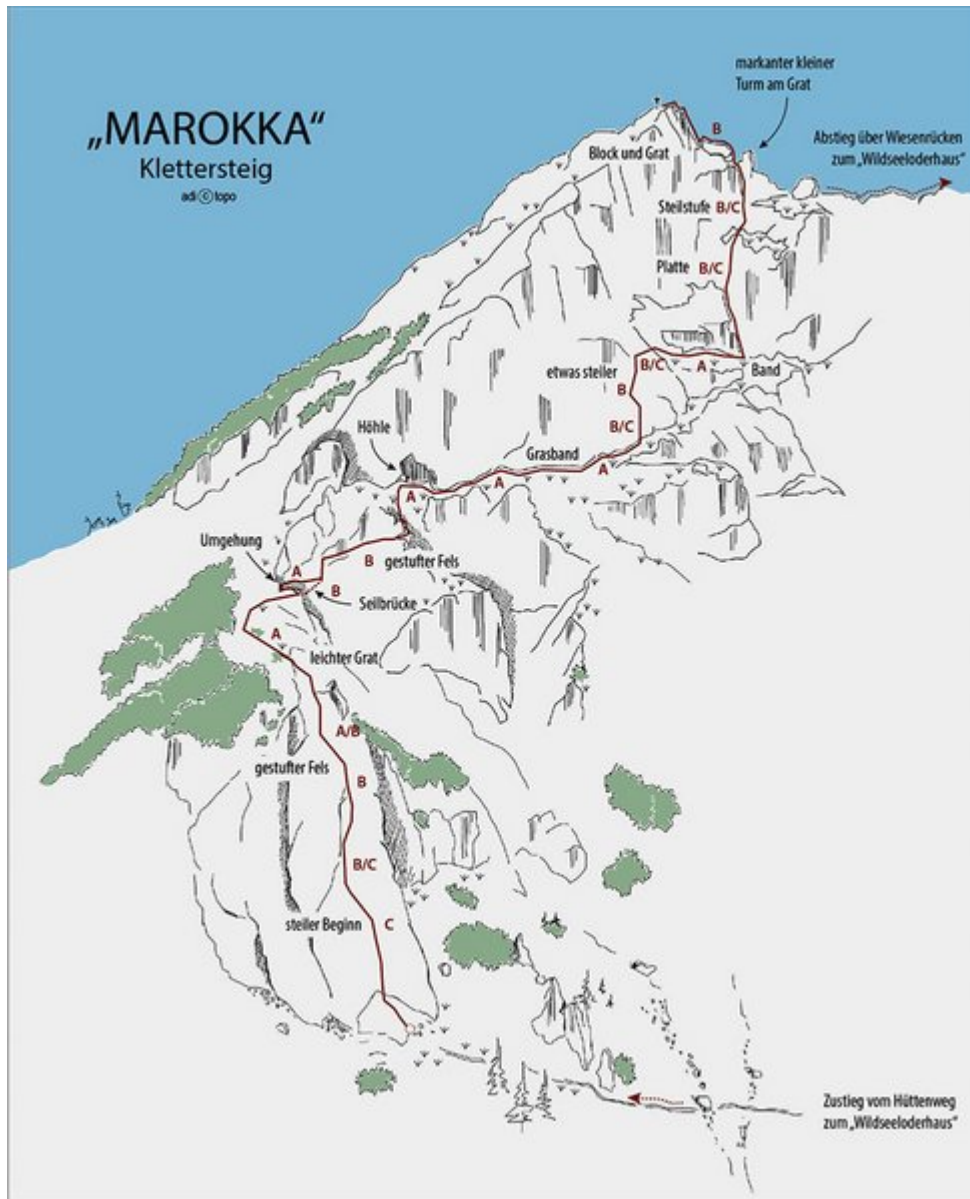 „MAROKKA“
Klettersteig
adi © topo
markanter kleiner
Turm am Grat
Abstieg über Wiesenrücken
zum „Wildseeloderhaus“
B
Block und Grat
Steilstufe B/C
Platte B/C
B/C
A
Band
etwas steiler
B
B/C
Höhle
Grasband
A
A
A
Umgehung
A
B
gestufter Fels
B
Seilbrücke
A
leichter Grat
A/B
gestufter Fels
B
B/C
steiler Beginn
C
Zustieg vom Hüttenweg
zum „Wildseeloderhaus“